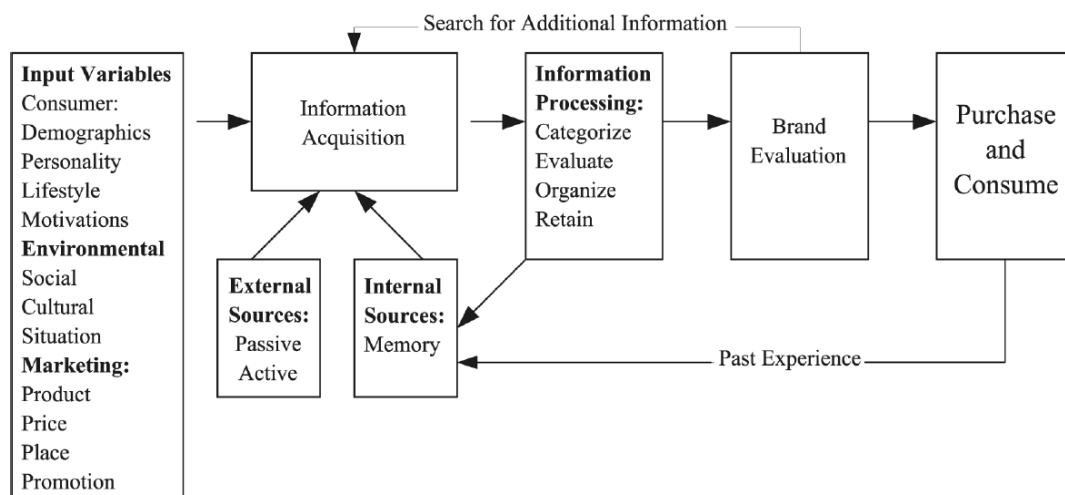 Search for Additional Information
Input Variables
Consumer:
Demographics
Personality
Lifestyle
Motivations
Environmental
Social
Cultural
Situation
Marketing:
Product
Price
Place
Promotion
Information
Acquisition
External
Sources:
Passive
Active
Internal
Sources:
Memory
Information
Processing:
Categorize
Evaluate
Organize
Retain
Brand
Evaluation
Purchase
and
Consume
Past Experience